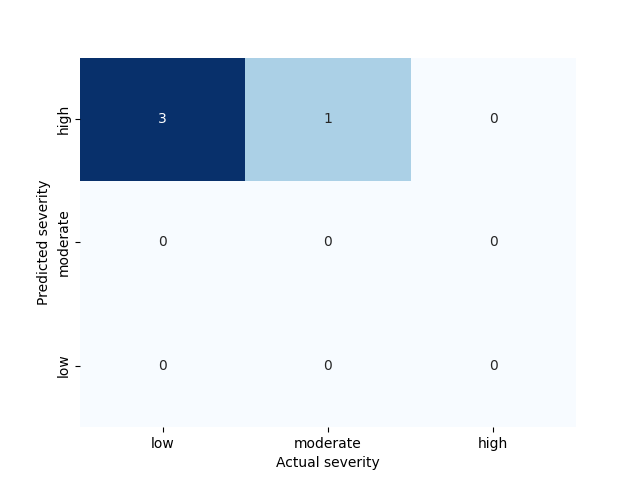 Predicted severity
high
3 1 0
moderate
0 0 0
low
0 0 0
low moderate high
Actual severity